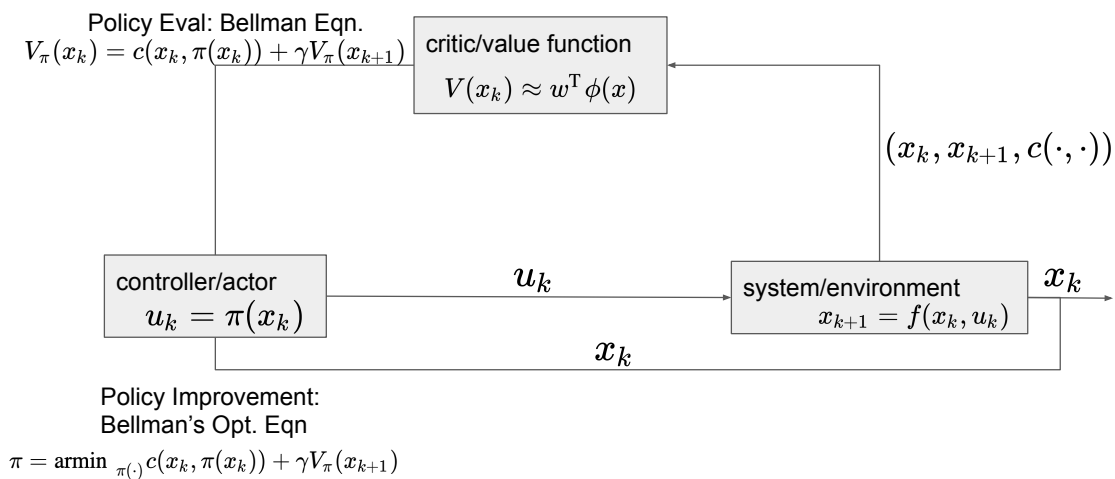 Policy Eval: Bellman Eqn.
V_π(x_k) = c(x_k, π(x_k)) + γV_π(x_{k+1})
critic/value function
V(x_k) ≈ w^T ϕ(x)
(x_k, x_{k+1}, c(·,·))
controller/actor
u_k = π(x_k)
u_k
system/environment
x_{k+1} = f(x_k, u_k)
x_k
x_k
Policy Improvement:
Bellman's Opt. Eqn
π = armin _{π(·)} c(x_k, π(x_k)) + γV_π(x_{k+1})